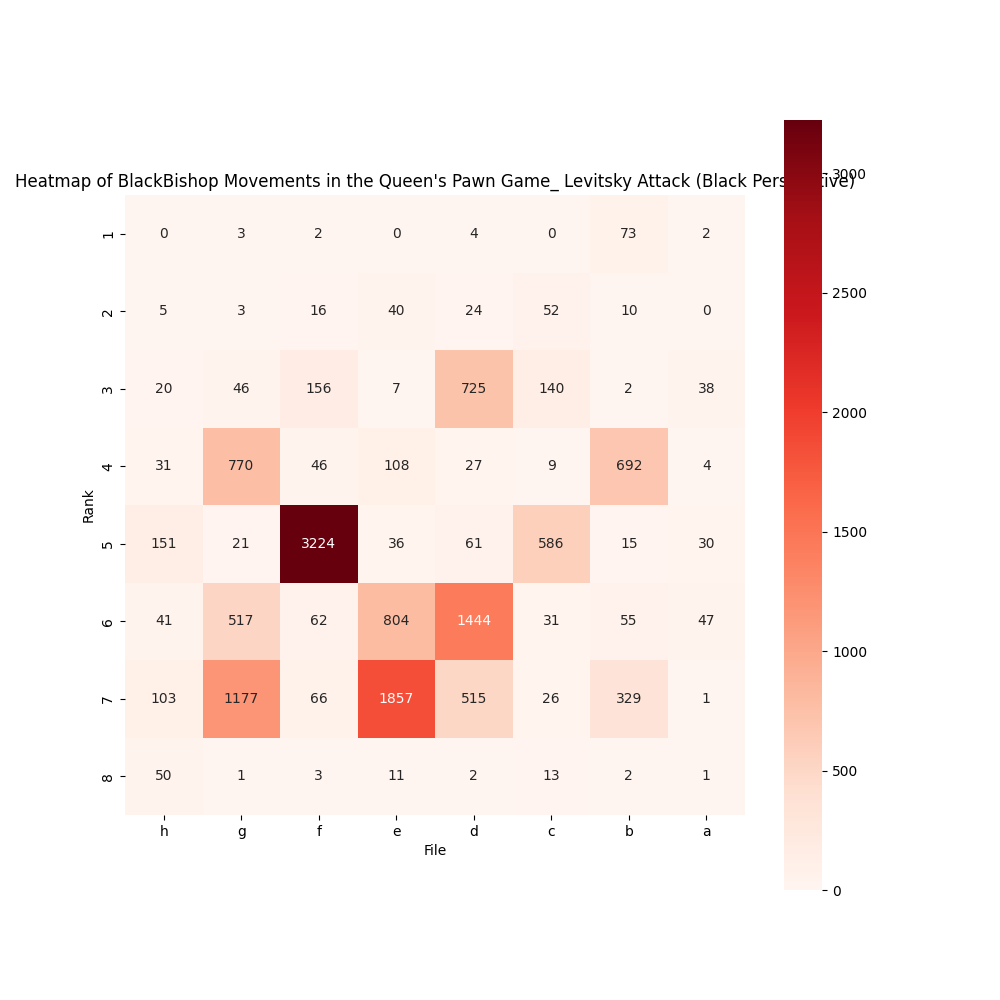 Heatmap of BlackBishop Movements in the Queen's Pawn Game_ Levitsky Attack (Black Perspective)
3000
1 0 3 2 0 4 0 73 2
2500
2 5 3 16 40 24 52 10 0
3 20 46 156 7 725 140 2 38
2000
4 31 770 46 108 27 9 692 4
Rank
1500
5 151 21 3224 36 61 586 15 30
6 41 517 62 804 1444 31 55 47
1000
7 103 1177 66 1857 515 26 329 1
500
8 50 1 3 11 2 13 2 1
h g f e d c b a
File
0